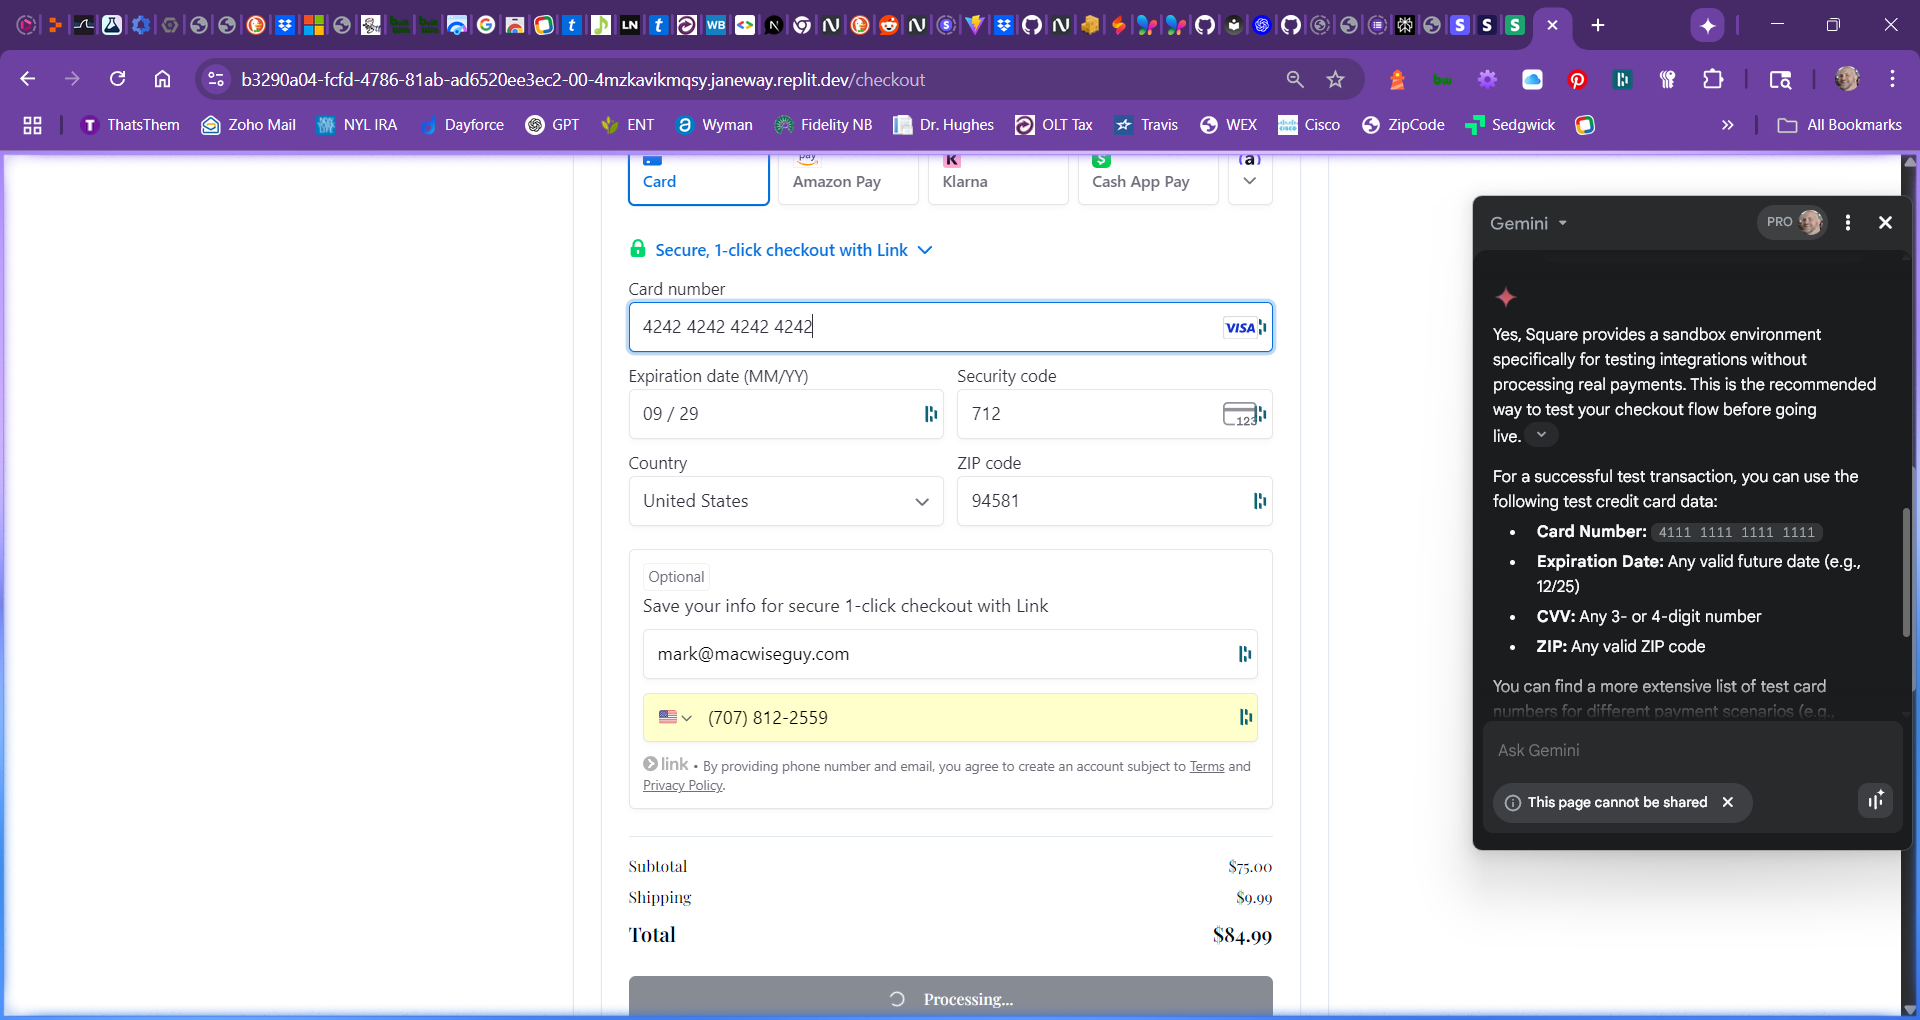 b3290a04-fcfd-4786-81ab-ad6520ee3ec2-00-4mzkavikmqsy.janeway.replit.dev/checkout
ThatsThem
Zoho Mail
NYL IRA
Dayforce
GPT
ENT
Wyman
Fidelity NB
Dr. Hughes
OLT Tax
Travis
WEX
Cisco
ZipCode
Sedgwick
All Bookmarks
Card
Amazon Pay
Klarna
Cash App Pay
Secure, 1-click checkout with Link
Card number
4242 4242 4242 4242
VISA
Expiration date (MM/YY)
Security code
09 / 29
712
123
Country
ZIP code
United States
94581
Optional
Save your info for secure 1-click checkout with Link
mark@macwiseguy.com
(707) 812-2559
link • By providing phone number and email, you agree to create an account subject to Terms and
Privacy Policy.
Subtotal
$75.00
Shipping
$9.99
Total
$84.99
Processing...
Gemini
PRO
Yes, Square provides a sandbox environment
specifically for testing integrations without
processing real payments. This is the recommended
way to test your checkout flow before going
live.
For a successful test transaction, you can use the
following test credit card data:
• Card Number: 4111 1111 1111 1111
• Expiration Date: Any valid future date (e.g.,
12/25)
• CVV: Any 3- or 4-digit number
• ZIP: Any valid ZIP code
You can find a more extensive list of test card
numbers for different payment scenarios (e.g.,
Ask Gemini
This page cannot be shared